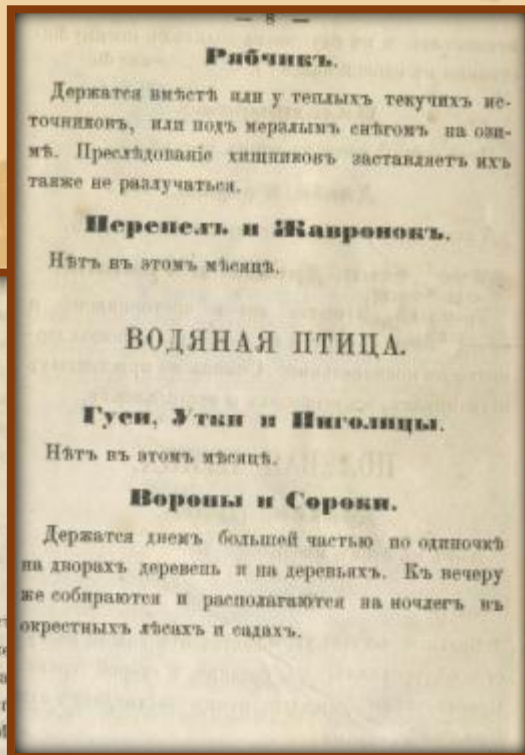 — 8 —
Рябчикъ.
Держатся вмѣстѣ или у теплыхъ текучихъ ис-
точниковъ, или подъ мерзлымъ снѣгомъ на ози-
мѣ. Преслѣдованіе хищниковъ заставляетъ ихъ
также не разлучаться.
Перепелъ и Жавронокъ.
Нѣтъ въ этомъ мѣсяцѣ.
ВОДЯНАЯ ПТИЦА.
Гуси, Утки и
Нѣтъ въ этомъ мѣсяцѣ.
Вороны и Сороки.
Держатся днемъ большей частью по одиночкѣ
на дворахъ деревень и на деревьяхъ. Къ вечеру
же собираются и располагаются на ночлегъ въ
окрестныхъ лѣсахъ и садахъ.